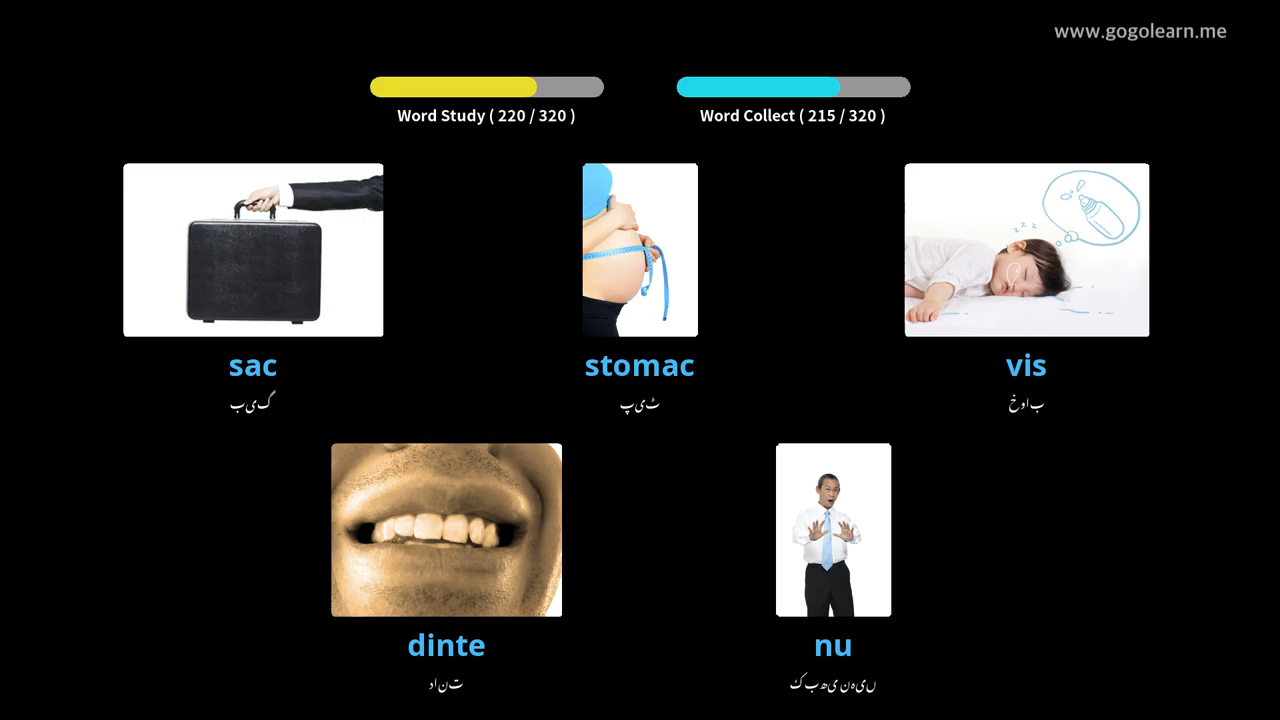 www.gogolearn.me
Word Study ( 220 / 320 )
Word Collect ( 215 / 320 )
sac
stomac
vis
بیگ
پیٹ
خواب
dinte
nu
دانت
کبھی نہیں